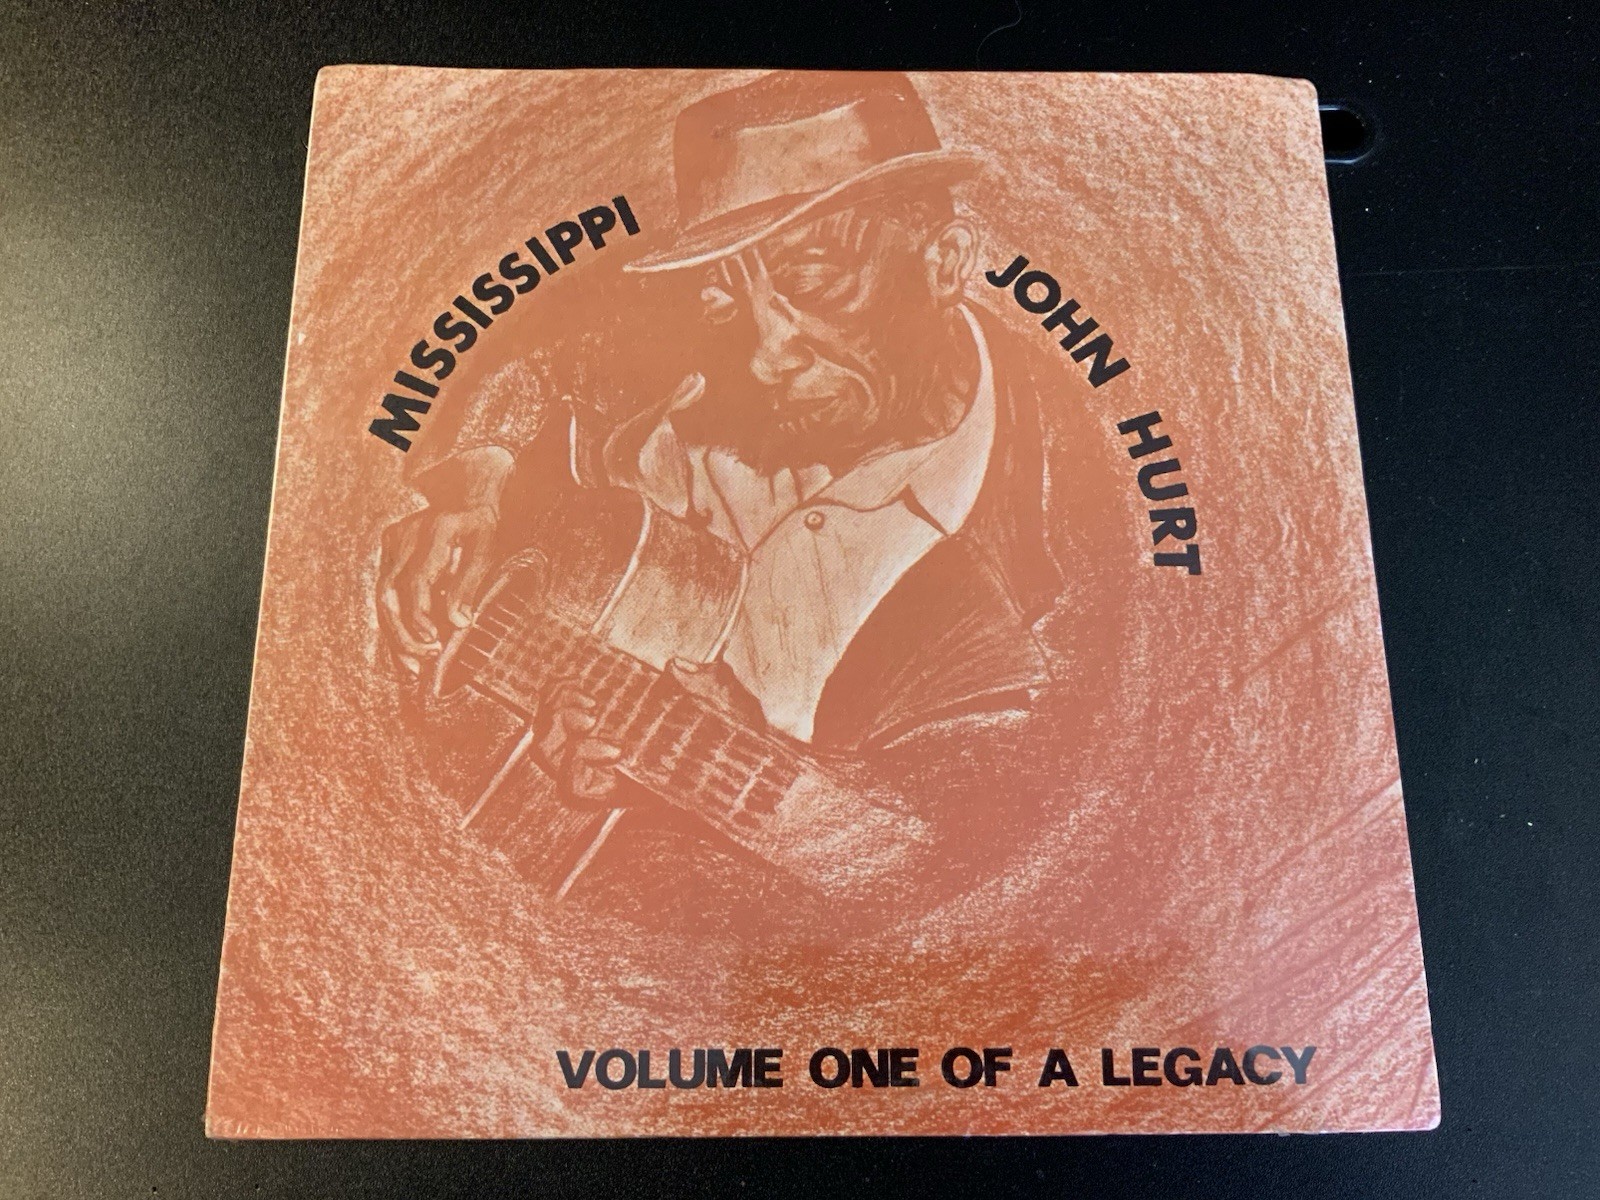 MISSISSIPPI
JOHN HURT
VOLUME ONE OF A LEGACY